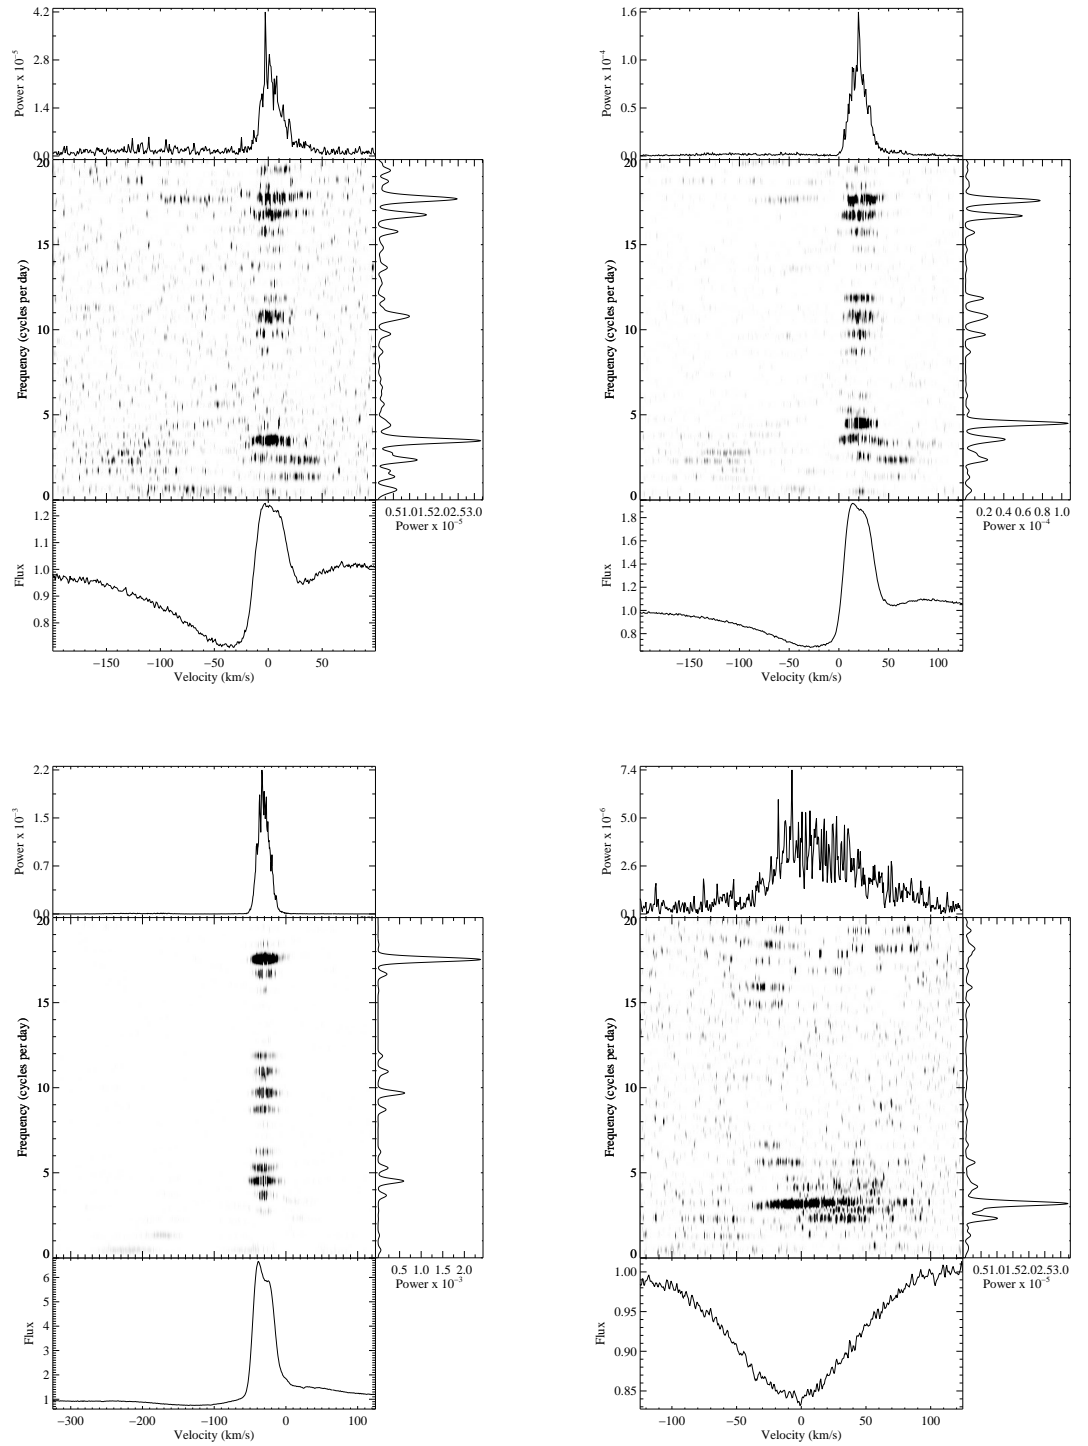 4.2
2.8
1.4
0.0
Power x 10⁻⁵
20
15
10
5
0
Frequency (cycles per day)
0.51.01.52.02.53.0
Power x 10⁻⁵
1.2
1.1
1.0
0.9
0.8
Flux
−150 −100 −50 0 50
Velocity (km/s)
1.6
1.0
0.5
0.0
Power x 10⁻⁴
20
15
10
5
0
Frequency (cycles per day)
0.2 0.4 0.6 0.8 1.0
Power x 10⁻⁴
1.8
1.6
1.4
1.2
1.0
0.8
Flux
−150 −100 −50 0 50 100
Velocity (km/s)
2.2
1.5
0.7
0.0
Power x 10⁻³
20
15
10
5
0
Frequency (cycles per day)
0.5 1.0 1.5 2.0
Power x 10⁻³
6
5
4
3
2
1
Flux
−300 −200 −100 0 100
Velocity (km/s)
7.4
5.0
2.6
0.1
Power x 10⁻⁶
20
15
10
5
0
Frequency (cycles per day)
0.51.01.52.02.53.0
Power x 10⁻⁵
1.00
0.95
0.90
0.85
Flux
−100 −50 0 50 100
Velocity (km/s)